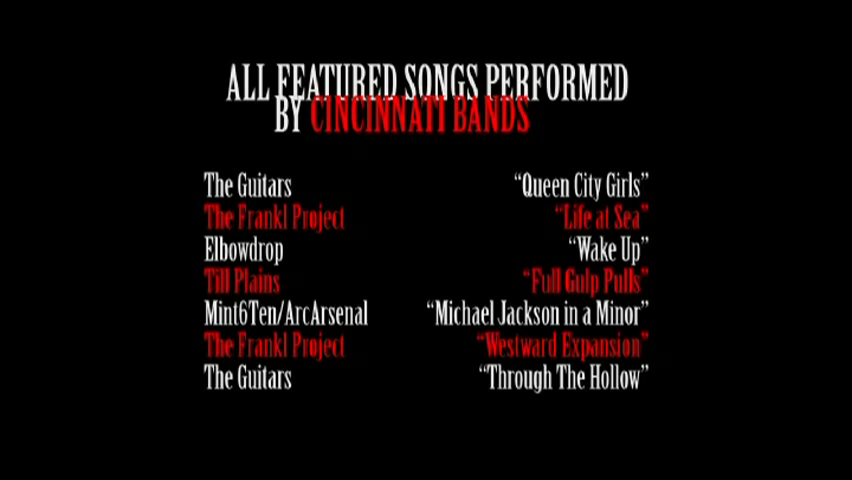 ALL FEATURED SONGS PERFORMED
BY CINCINNATI BANDS
The Guitars “Queen City Girls”
The Frankl Project “Life at Sea”
Elbowdrop “Wake Up”
Till Plains “Full Gulp Pulls”
Mint6Ten/ArcArsenal “Michael Jackson in a Minor”
The Frankl Project “Westward Expansion”
The Guitars “Through The Hollow”